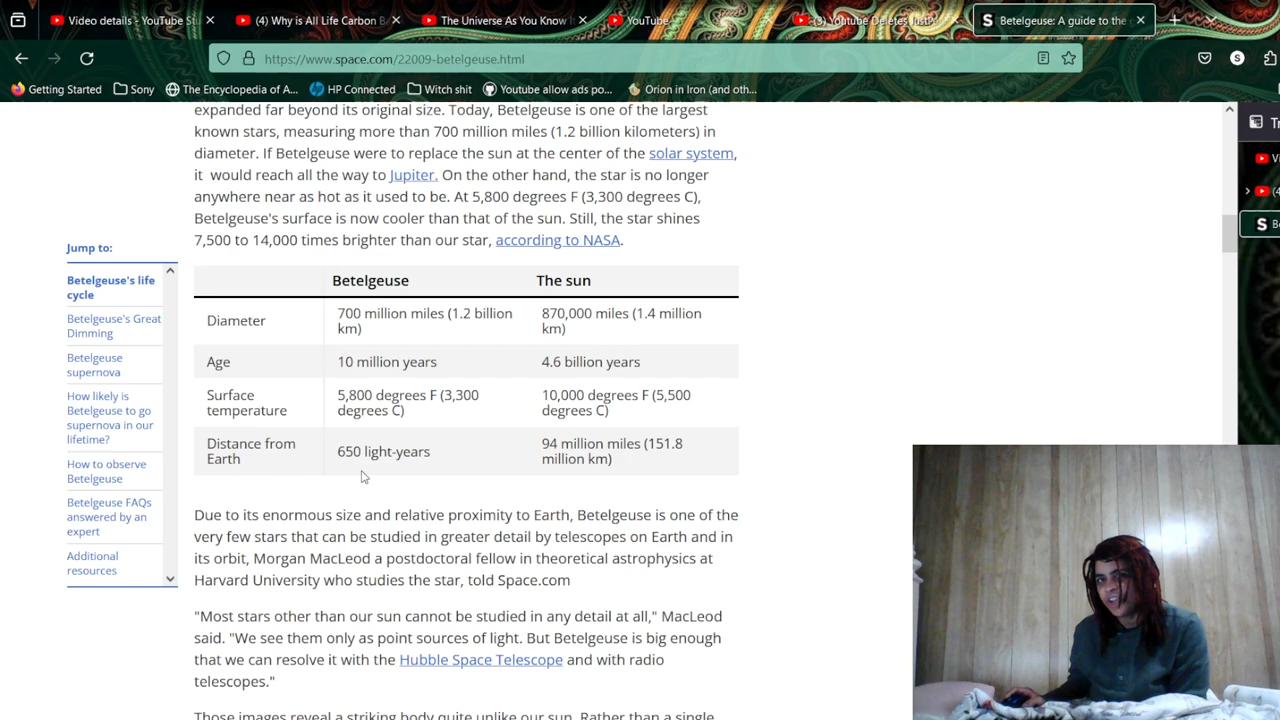 Video details - YouTube St
(4) Why is All Life Carbon B
The Universe As You Know I
YouTube
(3) Youtube Deletes JustPe
Betelgeuse: A guide to the
https://www.space.com/22009-betelgeuse.html
Getting Started
Sony
The Encyclopedia of A...
HP Connected
Witch shit
Youtube allow ads po...
Orion in Iron (and oth...
expanded far beyond its original size. Today, Betelgeuse is one of the largest
known stars, measuring more than 700 million miles (1.2 billion kilometers) in
diameter. If Betelgeuse were to replace the sun at the center of the solar system,
it would reach all the way to Jupiter. On the other hand, the star is no longer
anywhere near as hot as it used to be. At 5,800 degrees F (3,300 degrees C),
Betelgeuse's surface is now cooler than that of the sun. Still, the star shines
7,500 to 14,000 times brighter than our star, according to NASA.
Jump to:
Betelgeuse's life
cycle
Betelgeuse's Great
Dimming
Betelgeuse
supernova
How likely is
Betelgeuse to go
supernova in our
lifetime?
How to observe
Betelgeuse
Betelgeuse FAQs
answered by an
expert
Additional
resources
Betelgeuse The sun
Diameter 700 million miles (1.2 billion km) 870,000 miles (1.4 million km)
Age 10 million years 4.6 billion years
Surface temperature 5,800 degrees F (3,300 degrees C) 10,000 degrees F (5,500 degrees C)
Distance from Earth 650 light-years 94 million miles (151.8 million km)
Due to its enormous size and relative proximity to Earth, Betelgeuse is one of the
very few stars that can be studied in greater detail by telescopes on Earth and in
its orbit, Morgan MacLeod a postdoctoral fellow in theoretical astrophysics at
Harvard University who studies the star, told Space.com
"Most stars other than our sun cannot be studied in any detail at all," MacLeod
said. "We see them only as point sources of light. But Betelgeuse is big enough
that we can resolve it with the Hubble Space Telescope and with radio
telescopes."
Those images reveal a striking body quite unlike our sun. Rather than a single
Tr
Vi
(4
Be